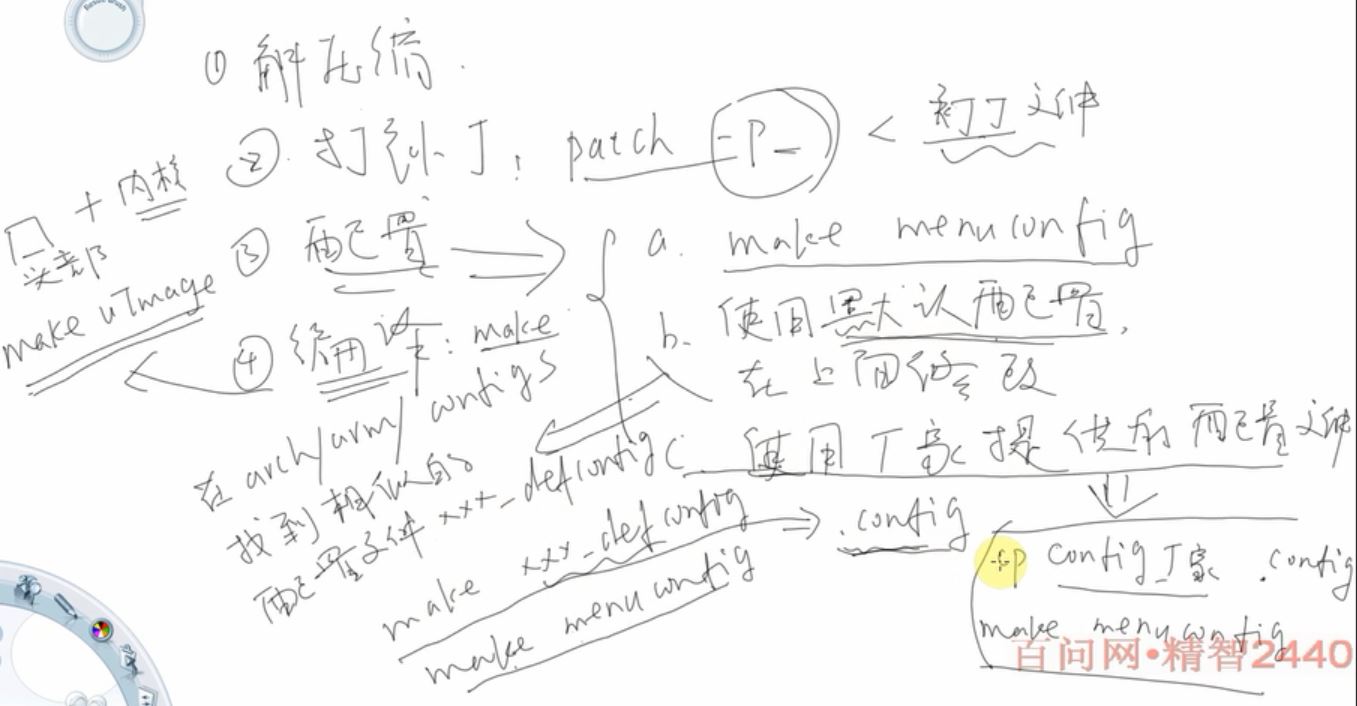 ① 解压缩.
② 打补丁: patch -p_ < 补丁文件
③ 配置 ⇒
a. make menuconfig
b. 使用默认配置,
在上面修改
c. 使用厂家提供的配置文件
cp config_厂家 .config
make menuconfig
④ 编译: make
make uImage
头部 + 内核
在 arch/arm/configs
找到相似的
配置文件 xxx_defconfig
make xxx_defconfig ⇒ .config
make menuconfig
百问网•精智2440